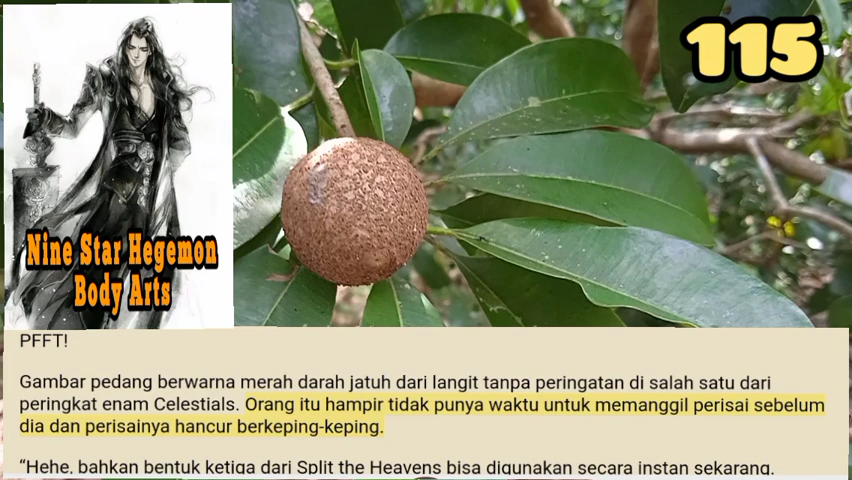 115
Nine Star Hegemon
Body Arts
PFFT!
Gambar pedang berwarna merah darah jatuh dari langit tanpa peringatan di salah satu dari
peringkat enam Celestials. Orang itu hampir tidak punya waktu untuk memanggil perisai sebelum
dia dan perisainya hancur berkeping-keping.
“Hehe, bahkan bentuk ketiga dari Split the Heavens bisa digunakan secara instan sekarang.